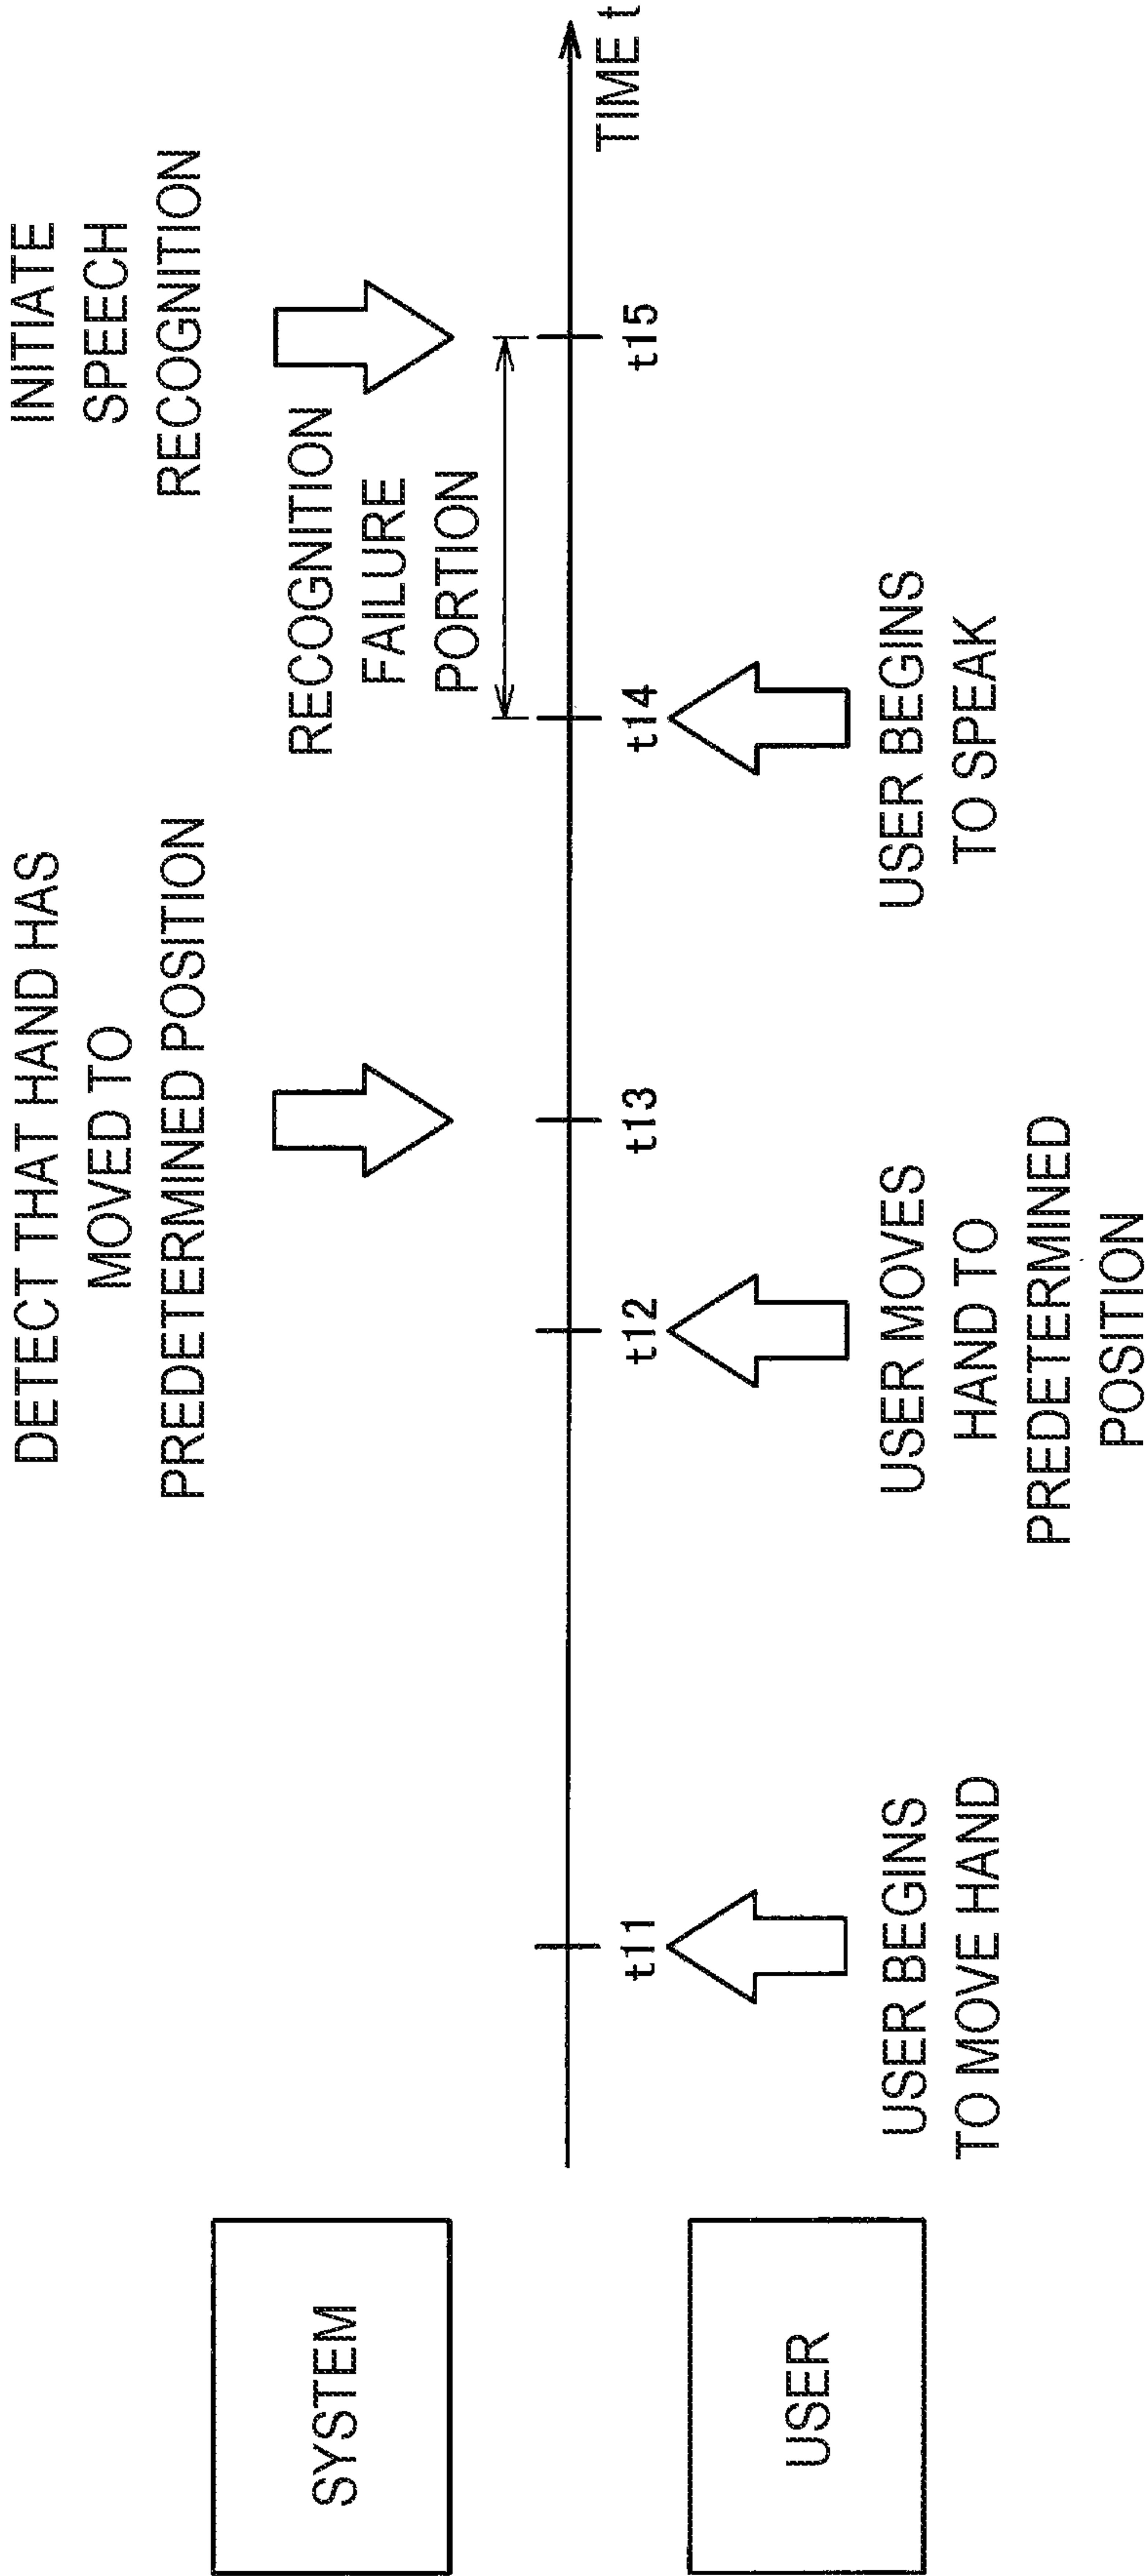 SYSTEM
DETECT THAT HAND HAS
MOVED TO
PREDETERMINED POSITION
INITIATE
SPEECH
RECOGNITION
RECOGNITION
FAILURE
PORTION
t11
t12
t13
t14
t15
TIME t
USER
USER BEGINS
TO MOVE HAND
USER MOVES
HAND TO
PREDETERMINED
POSITION
USER BEGINS
TO SPEAK